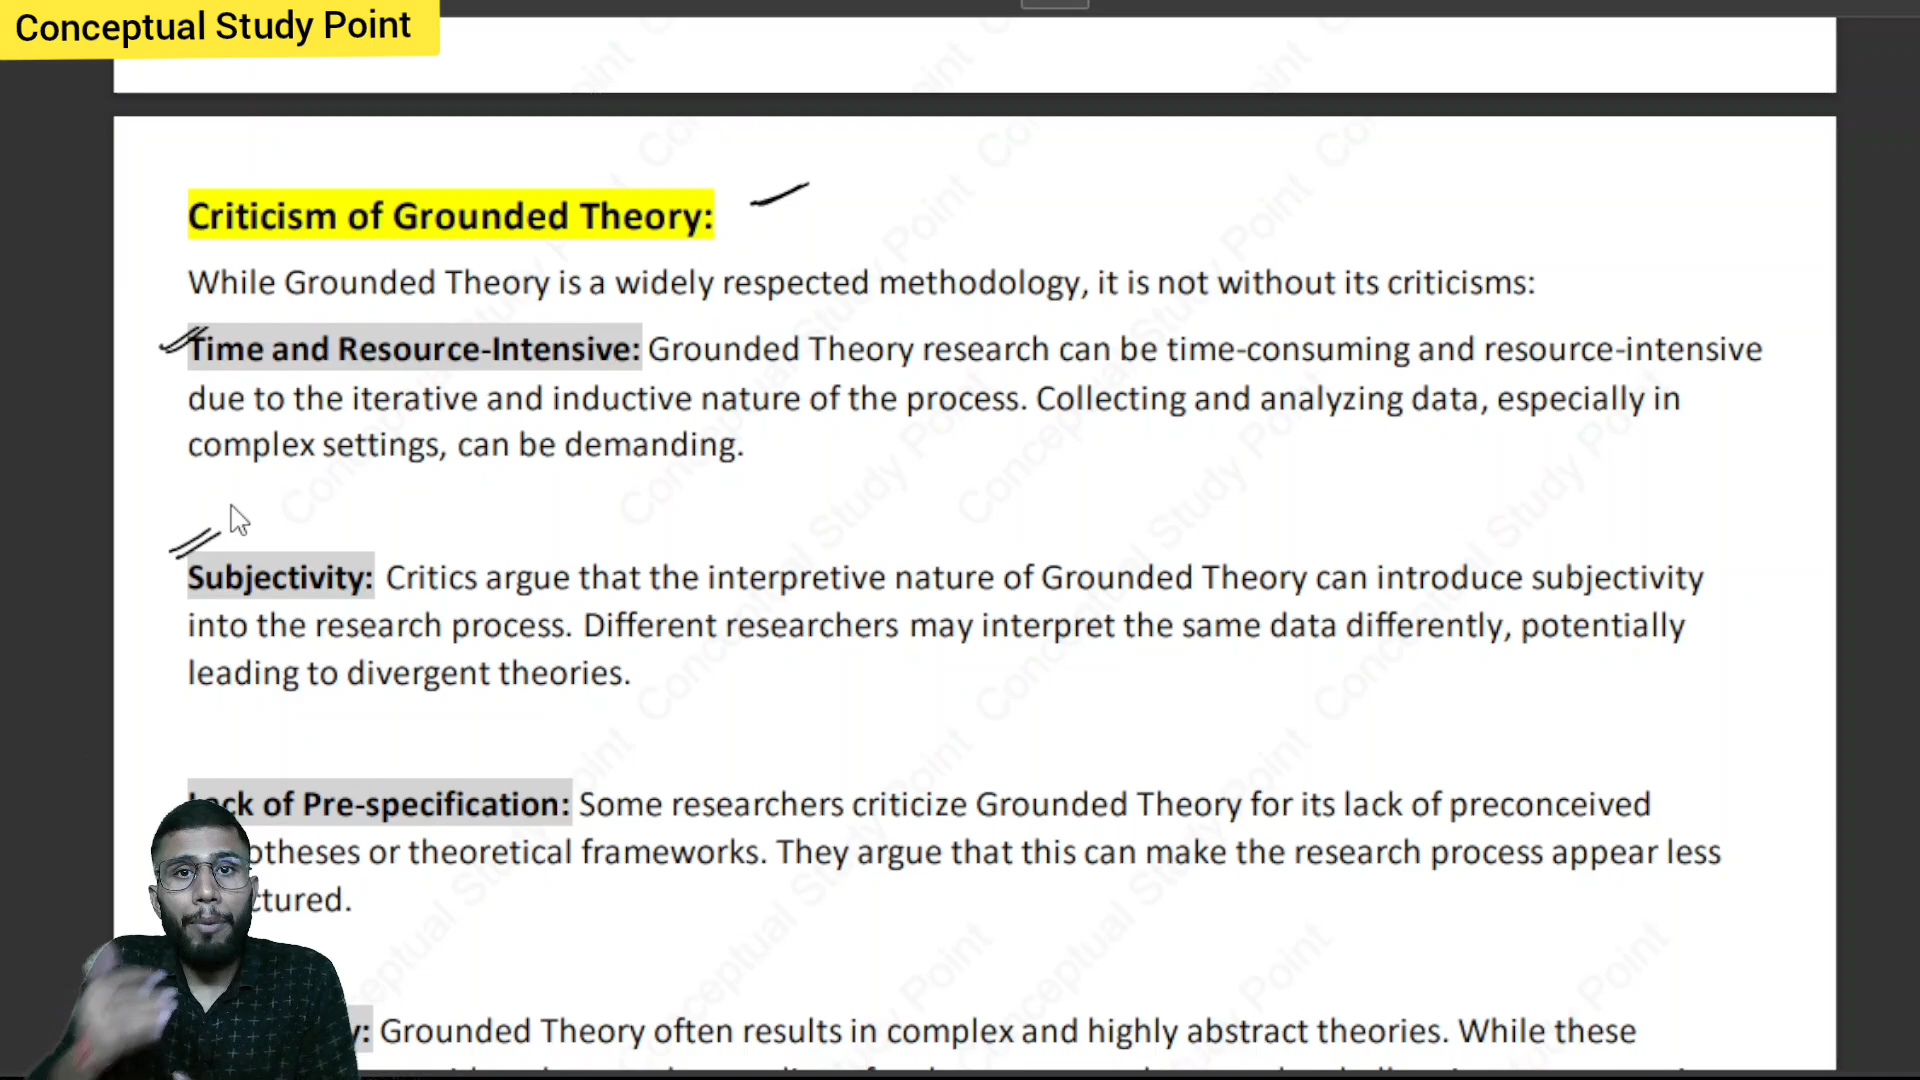 Conceptual Study Point
Criticism of Grounded Theory:
While Grounded Theory is a widely respected methodology, it is not without its criticisms:
Time and Resource-Intensive: Grounded Theory research can be time-consuming and resource-intensive
due to the iterative and inductive nature of the process. Collecting and analyzing data, especially in
complex settings, can be demanding.
Subjectivity: Critics argue that the interpretive nature of Grounded Theory can introduce subjectivity
into the research process. Different researchers may interpret the same data differently, potentially
leading to divergent theories.
Lack of Pre-specification: Some researchers criticize Grounded Theory for its lack of preconceived
otheses or theoretical frameworks. They argue that this can make the research process appear less
ctured.
y: Grounded Theory often results in complex and highly abstract theories. While these